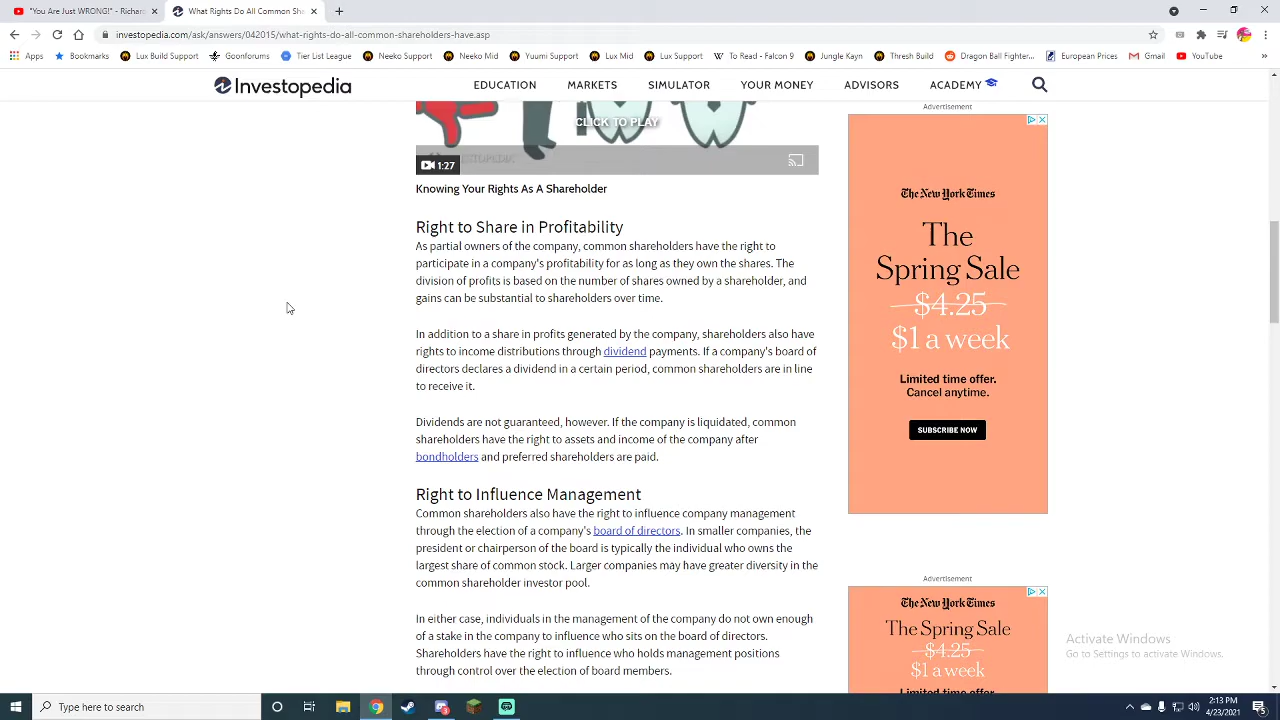 "You Are Just WRONG!" - Richar
What Rights Do All Common Sha
investopedia.com/ask/answers/042015/what-rights-do-all-common-shareholders-have.asp
Apps
Bookmarks
Lux Build Support
GoodAnims
Tier List
League
Neeko Support
NeekoMid
Yuumi Support
Lux Mid
Lux Support
To Read - Falcon 9
Jungle Kayn
Thresh Build
Dragon Ball Fighter...
European Prices
Gmail
YouTube
»
Investopedia
EDUCATION
MARKETS
SIMULATOR
YOUR MONEY
ADVISORS
ACADEMY
CLICK TO PLAY
1:27
Knowing Your Rights As A Shareholder
Right to Share in Profitability
As partial owners of the company, common shareholders have the right to
participate in a company's profitability for as long as they own the shares. The
division of profits is based on the number of shares owned by a shareholder, and
gains can be substantial to shareholders over time.
In addition to a share in profits generated by the company, shareholders also have
rights to income distributions through dividend payments. If a company's board of
directors declares a dividend in a certain period, common shareholders are in line
to receive it.
Dividends are not guaranteed, however. If the company is liquidated, common
shareholders have the right to assets and income of the company after
bondholders and preferred shareholders are paid.
Right to Influence Management
Common shareholders also have the right to influence company management
through the election of a company's board of directors. In smaller companies, the
president or chairperson of the board is typically the individual who owns the
largest share of common stock. Larger companies may have greater diversity in the
common shareholder investor pool.
In either case, individuals in the management of the company do not own enough
of a stake in the company to influence who sits on the board of directors.
Shareholders have the right to influence who holds management positions
through control over the election of board members.
Advertisement
The New York Times
The
Spring Sale
$4.25
$1 a week
Limited time offer.
Cancel anytime.
SUBSCRIBE NOW
Advertisement
The New York Times
The Spring Sale
$4.25
$1 a week
Limited time offer.
Activate Windows
Go to Settings to activate Windows.
Type here to search
2:13 PM
4/23/2021